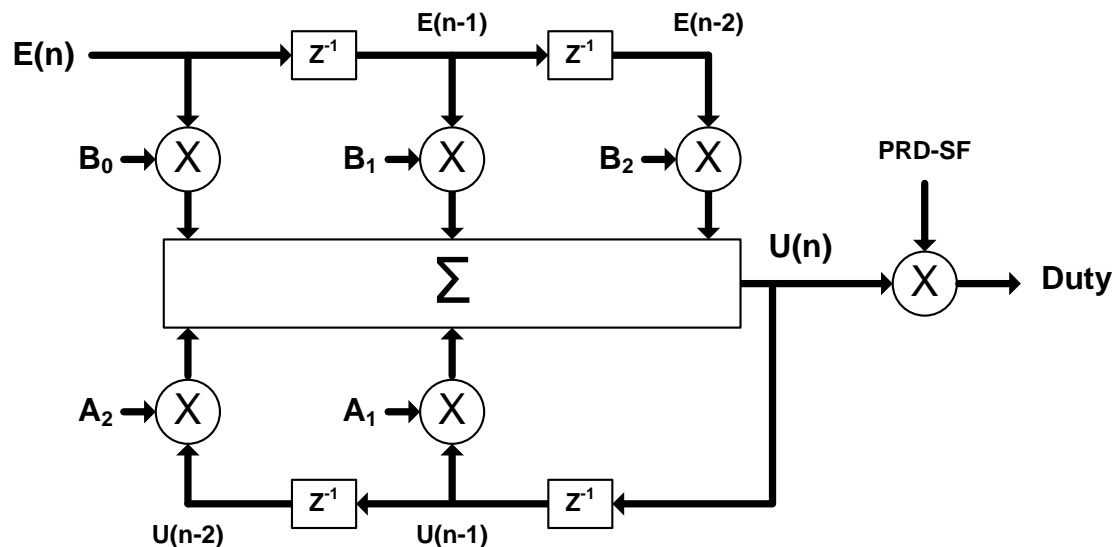 E(n-1)
E(n-2)
E(n)
Z⁻¹
Z⁻¹
B₀
X
B₁
X
B₂
X
PRD-SF
Σ
U(n)
X
Duty
A₂
X
A₁
X
Z⁻¹
Z⁻¹
U(n-2)
U(n-1)